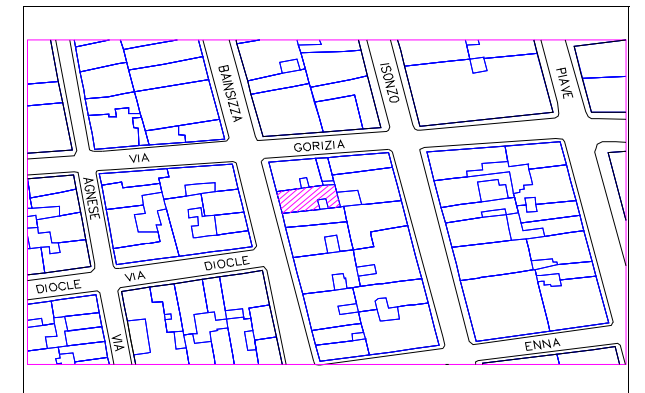 BAINSIZZA
ISONZO
PIAVE
VIA
GORIZIA
AGNESE
VIA
DIOCLE
DIOCLE
VIA
ENNA